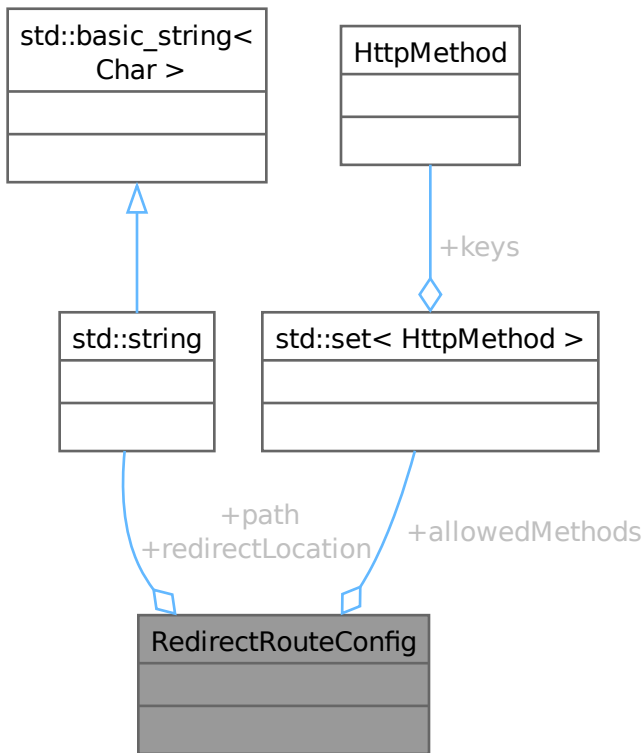 std::basic_string<
Char >
HttpMethod
+keys
std::string
std::set< HttpMethod >
+path
+redirectLocation
+allowedMethods
RedirectRouteConfig